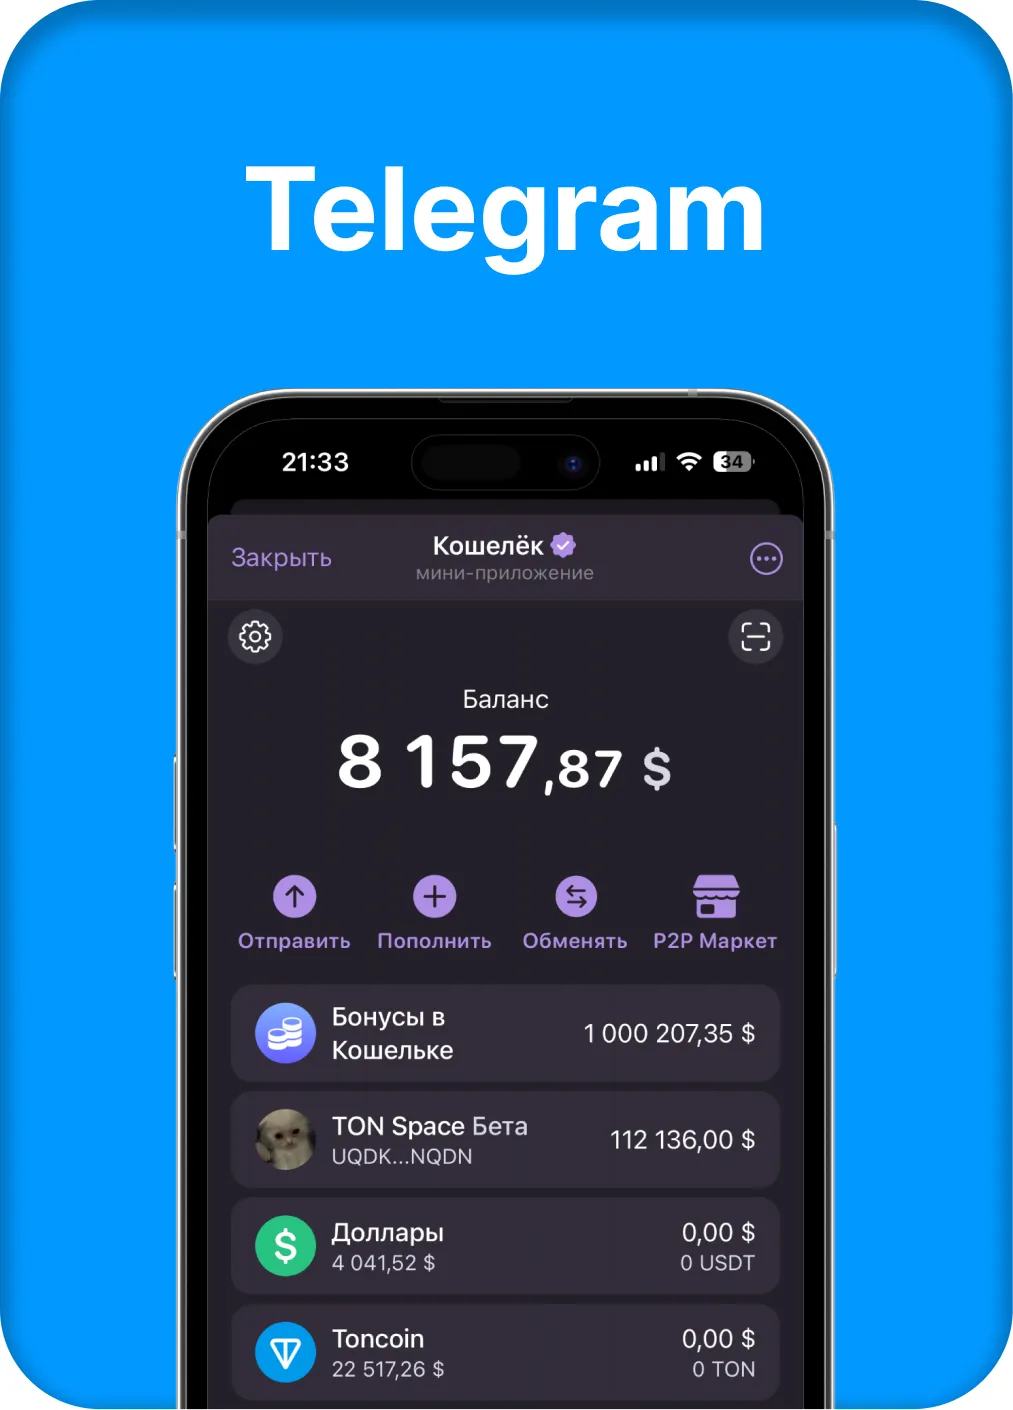 Telegram
21:33
34
Закрыть
Кошелёк
мини-приложение
Баланс
8 157,87 $
Отправить
Пополнить
Обменять
P2P Маркет
Бонусы в
Кошельке
1 000 207,35 $
TON Space Бета
UQDK...NQDN
112 136,00 $
Доллары
4 041,52 $
0,00 $
0 USDT
Toncoin
22 517,26 $
0,00 $
0 TON